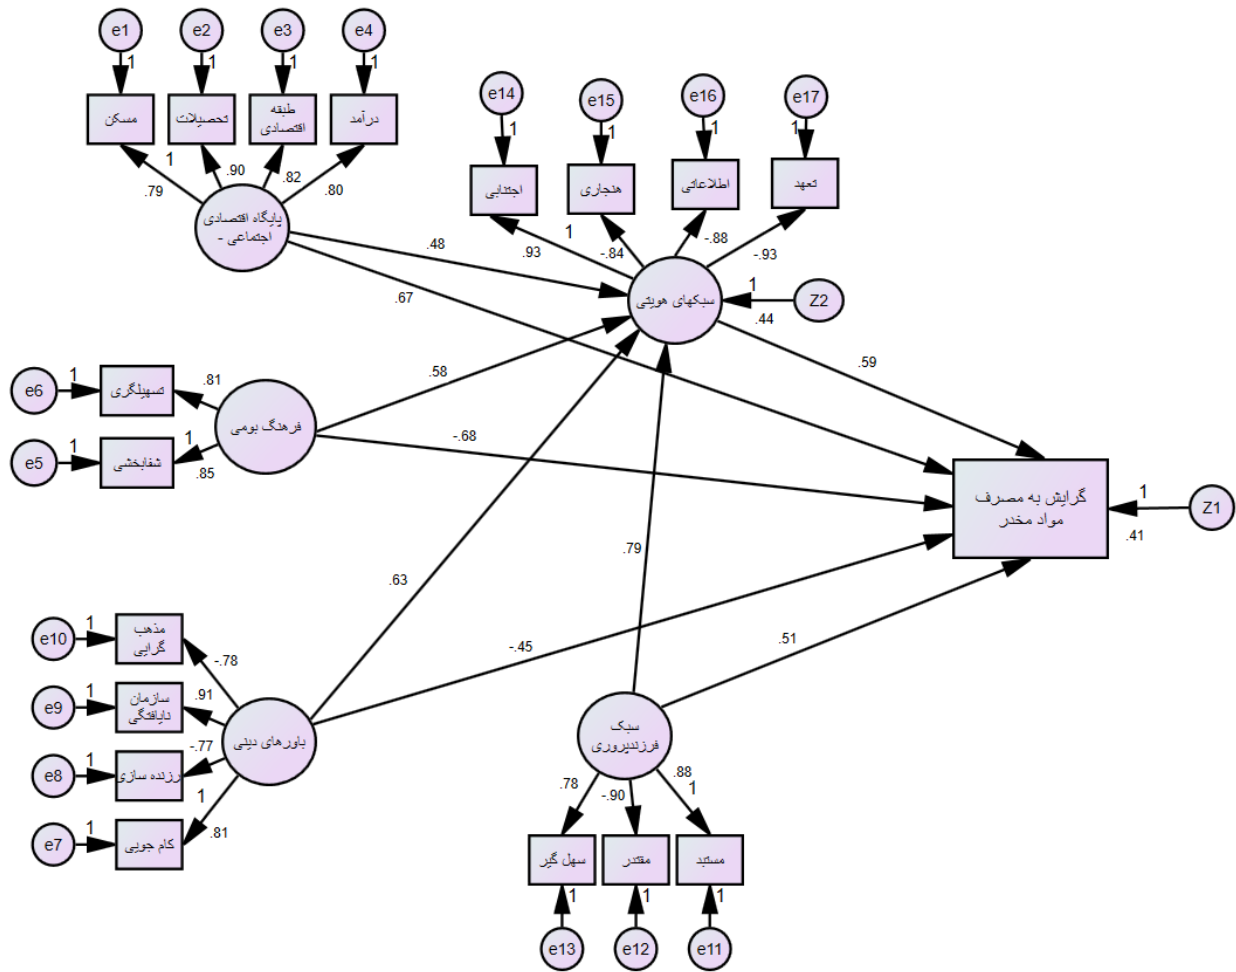 e1
e2
e3
e4
1
1
1
1
مسکن
تحصیلات
طبقه
اقتصادی
درآمد
1
.79
.90
.82
.80
پایگاه اقتصادی
اجتماعی -
e14
e15
e16
e17
1
1
1
1
اجتنابی
هنجاری
اطلاعاتی
تعهد
1
.93
-.84
-.88
-.93
سبکهای هویتی
1
Z2
.44
.48
.67
.59
e6
1
تسهیلگری
.81
فرهنگ بومی
e5
1
شفابخشی
1
.85
.58
-.68
گرایش به مصرف
مواد مخدر
1
Z1
.41
.79
.63
-.45
.51
e10
1
مذهب
گرایی
-.78
e9
1
سازمان
نایافتگی
.91
باورهای دینی
e8
1
رزنده سازی
-.77
e7
1
کام جویی
1
.81
سبک
فرزندپروری
.78
-.90
.88
1
سهل گیر
مقتدر
مستبد
1
1
1
e13
e12
e11